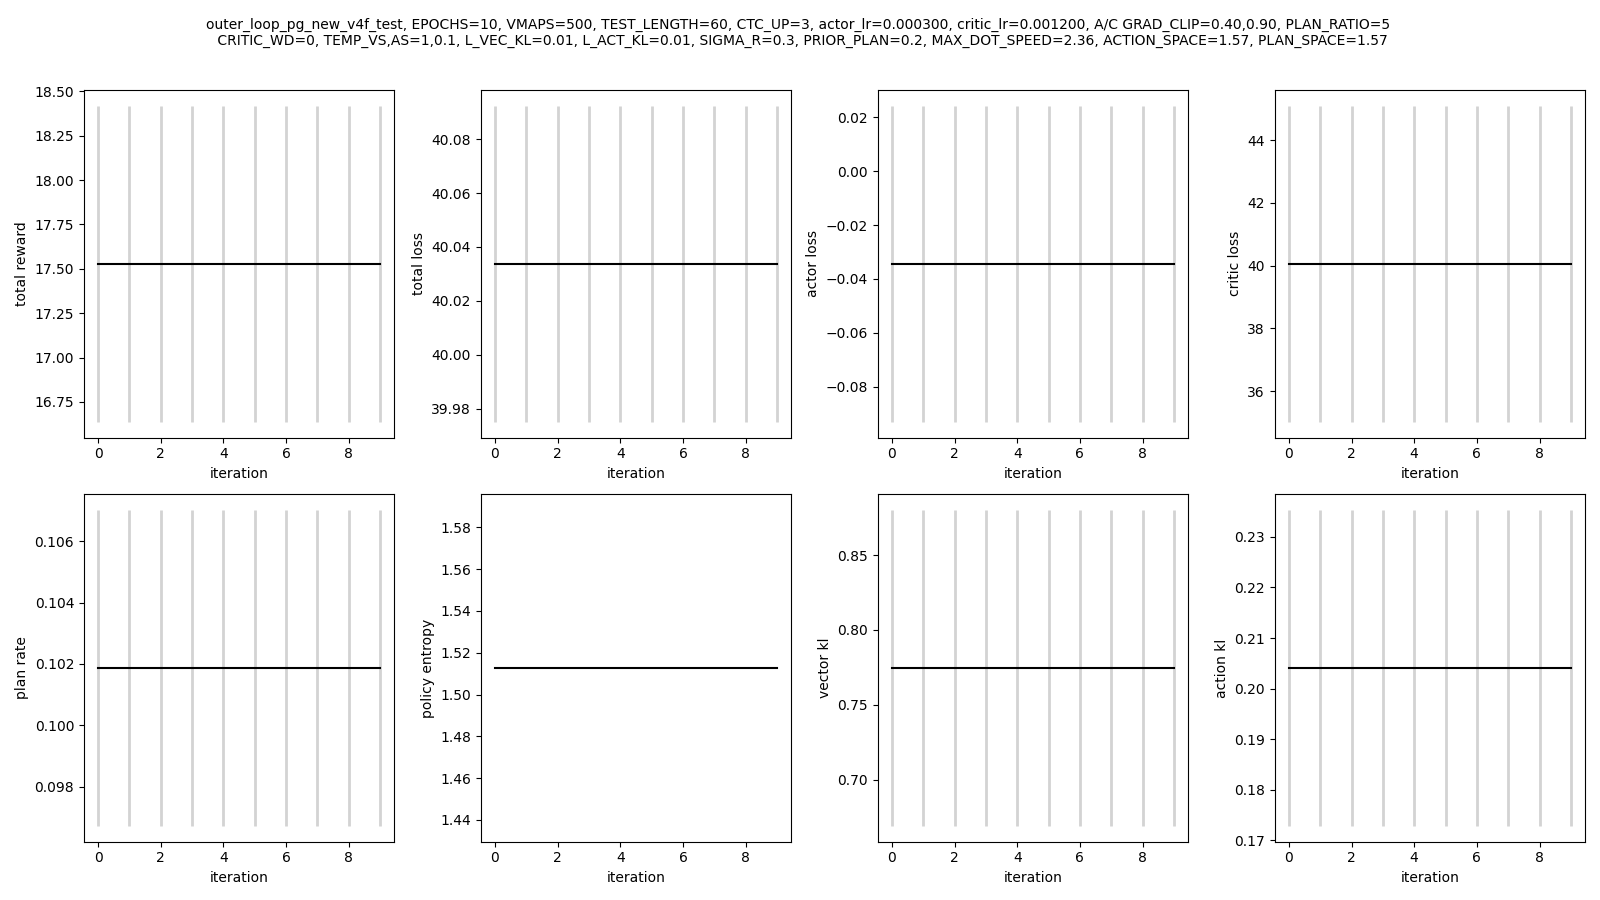 outer_loop_pg_new_v4f_test, EPOCHS=10, VMAPS=500, TEST_LENGTH=60, CTC_UP=3, actor_lr=0.000300, critic_lr=0.001200, A/C GRAD_CLIP=0.40,0.90, PLAN_RATIO=5
CRITIC_WD=0, TEMP_VS,AS=1,0.1, L_VEC_KL=0.01, L_ACT_KL=0.01, SIGMA_R=0.3, PRIOR_PLAN=0.2, MAX_DOT_SPEED=2.36, ACTION_SPACE=1.57, PLAN_SPACE=1.57
total reward
18.50
18.25
18.00
17.75
17.50
17.25
17.00
16.75
0 2 4 6 8
iteration
total loss
40.08
40.06
40.04
40.02
40.00
39.98
0 2 4 6 8
iteration
actor loss
0.02
0.00
−0.02
−0.04
−0.06
−0.08
0 2 4 6 8
iteration
critic loss
44
42
40
38
36
0 2 4 6 8
iteration
plan rate
0.106
0.104
0.102
0.100
0.098
0 2 4 6 8
iteration
policy entropy
1.58
1.56
1.54
1.52
1.50
1.48
1.46
1.44
0 2 4 6 8
iteration
vector kl
0.85
0.80
0.75
0.70
0 2 4 6 8
iteration
action kl
0.23
0.22
0.21
0.20
0.19
0.18
0.17
0 2 4 6 8
iteration